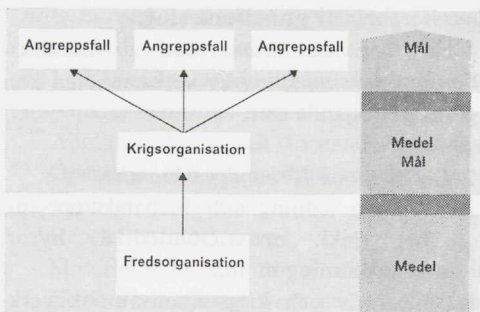 Angreppsfall Angreppsfall Angreppsfall Mål
Krigsorganisation Medel
Mål
Fredsorganisation Medel